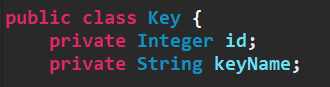 public class Key {
    private Integer id;
    private String keyName;